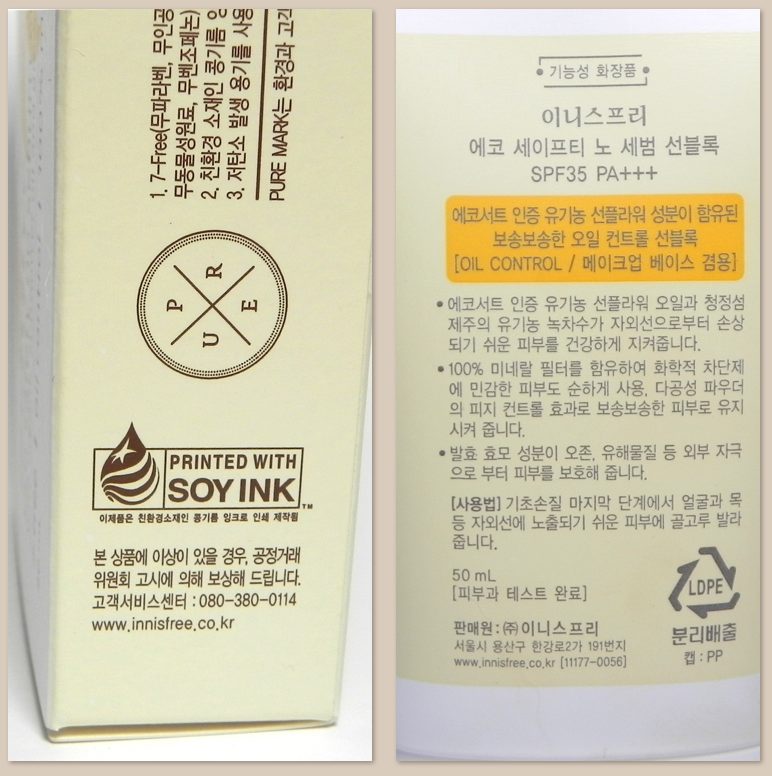 1. 7-Free(무파라벤, 무인공
무동물성원료, 무벤조페논)
2. 친환경 소재인 콩기름
3. 저탄소 발생 용기를 사용
PURE MARK는 환경과 고객
P R
U E
PRINTED WITH
SOY INK
TM
이제품은 친환경소재인 콩기름 잉크로 인쇄 제작됨
본 상품에 이상이 있을 경우, 공정거래
위원회 고시에 의해 보상해 드립니다.
고객서비스센터 : 080-380-0114
www.innisfree.co.kr
기능성 화장품
이니스프리
에코 세이프티 노 세범 선블록
SPF35 PA+++
에코서트 인증 유기농 선플라워 성분이 함유된
보송보송한 오일 컨트롤 선블록
[OIL CONTROL / 메이크업 베이스 겸용]
• 에코서트 인증 유기농 선플라워 오일과 청정섬
제주의 유기농 녹차수가 자외선으로부터 손상
되기 쉬운 피부를 건강하게 지켜줍니다.
• 100% 미네랄 필터를 함유하여 화학적 차단제
에 민감한 피부도 순하게 사용, 다공성 파우더
의 피지 컨트롤 효과로 보송보송한 피부로 유지
시켜 줍니다.
• 발효 효모 성분이 오존, 유해물질 등 외부 자극
으로 부터 피부를 보호해 줍니다.
[사용법] 기초손질 마지막 단계에서 얼굴과 목
등 자외선에 노출되기 쉬운 피부에 골고루 발라
줍니다.
50 mL
[피부과 테스트 완료]
판매원 : ㈜이니스프리
서울시 용산구 한강로2가 191번지
www.innisfree.co.kr [11177-0056]
LDPE
분리배출
캡 : PP